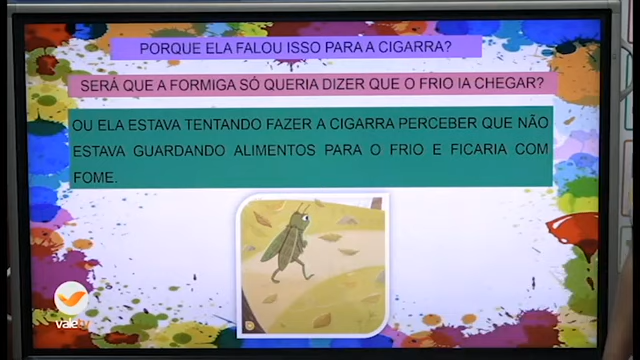 PORQUE ELA FALOU ISSO PARA A CIGARRA?
SERÁ QUE A FORMIGA SÓ QUERIA DIZER QUE O FRIO IA CHEGAR?
OU ELA ESTAVA TENTANDO FAZER A CIGARRA PERCEBER QUE NÃO
ESTAVA GUARDANDO ALIMENTOS PARA O FRIO E FICARIA COM
FOME.